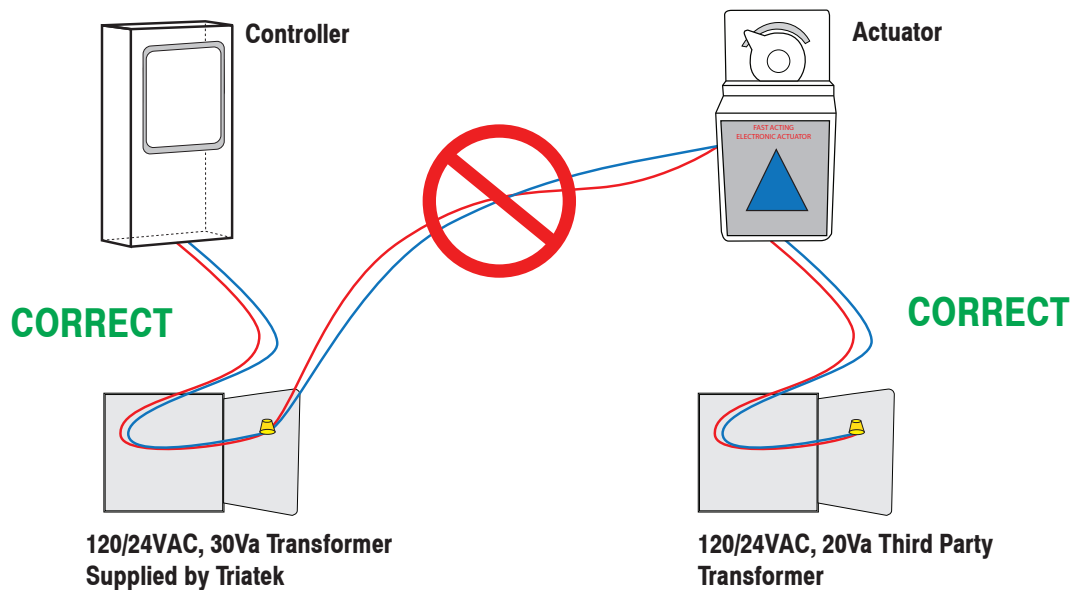 Controller
Actuator
FAST ACTING
ELECTRONIC ACTUATOR
CORRECT
CORRECT
120/24VAC, 30Va Transformer
Supplied by Triatek
120/24VAC, 20Va Third Party
Transformer